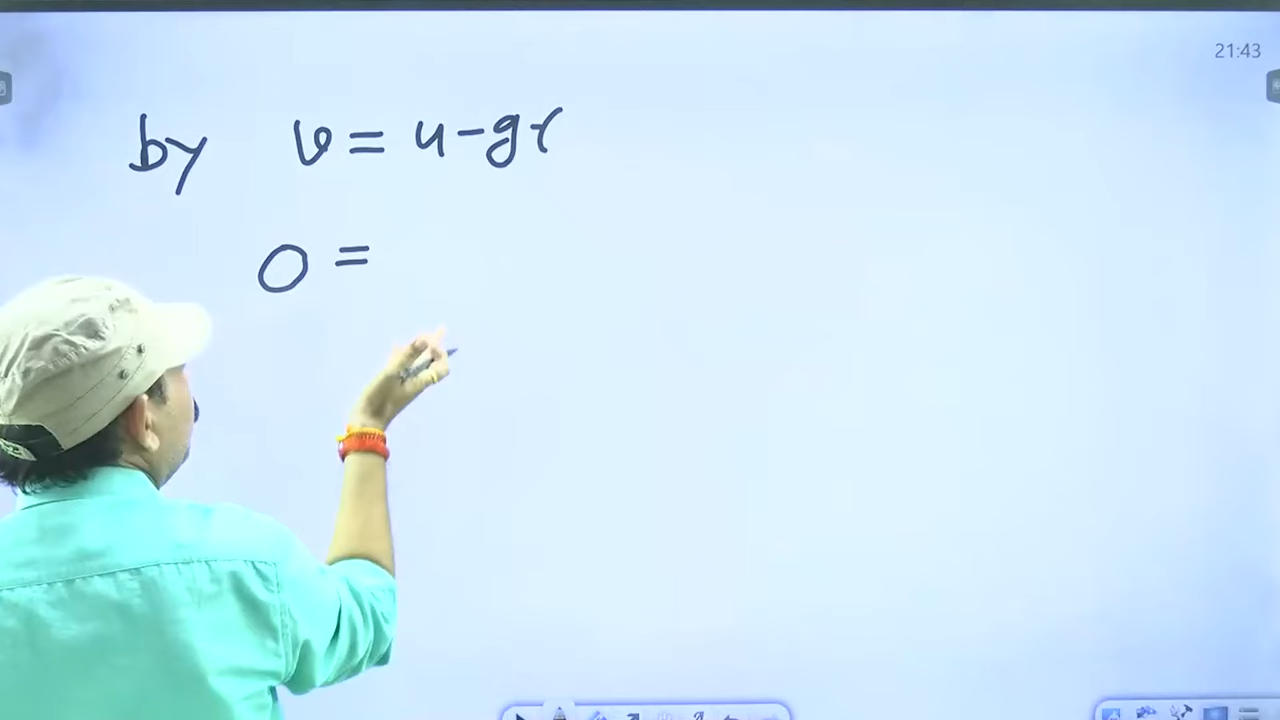 21:43
by v = u - gt
0 =